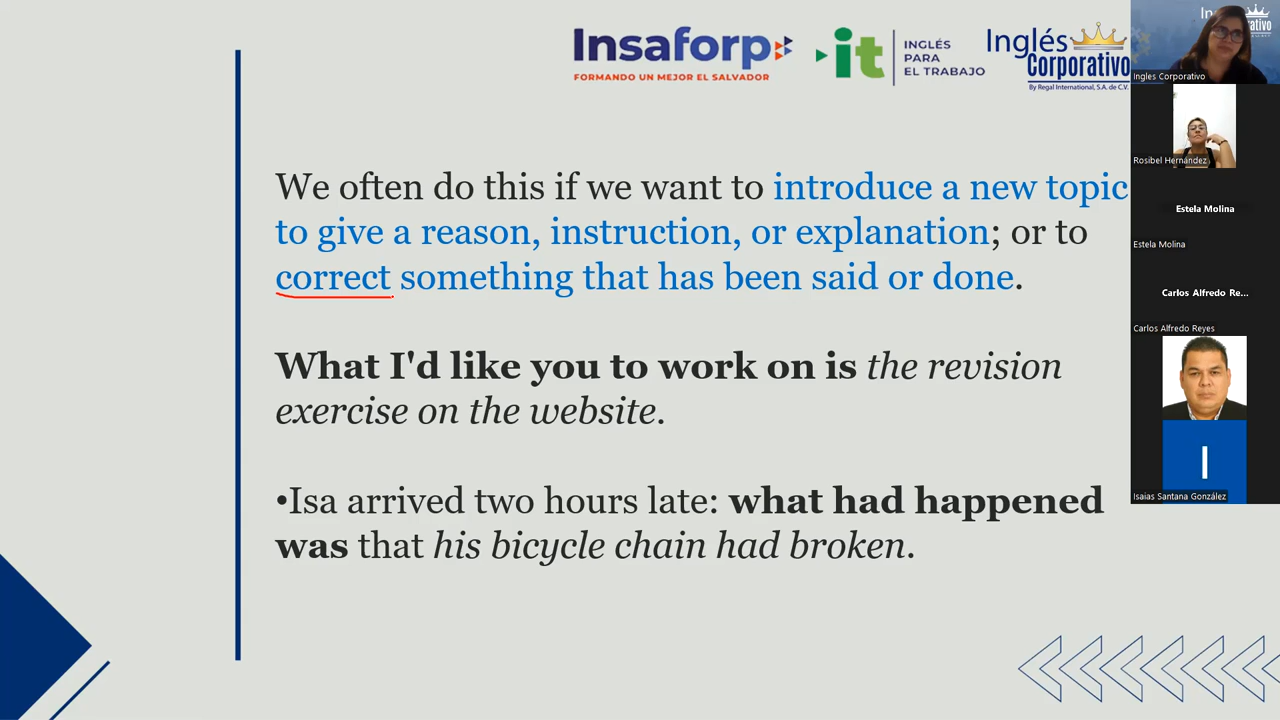 Insaforp
FORMANDO UN MEJOR EL SALVADOR
it
INGLÉS
PARA
EL TRABAJO
Inglés
Corporativo
By Regal International, S.A. de C.V.
We often do this if we want to introduce a new topic
to give a reason, instruction, or explanation; or to
correct something that has been said or done.
What I'd like you to work on is the revision
exercise on the website.
•Isa arrived two hours late: what had happened
was that his bicycle chain had broken.
Ingles Corporativo
Rosibel Hernández
Estela Molina
Estela Molina
Carlos Alfredo Re...
Carlos Alfredo Reyes
I
Isaias Santana González